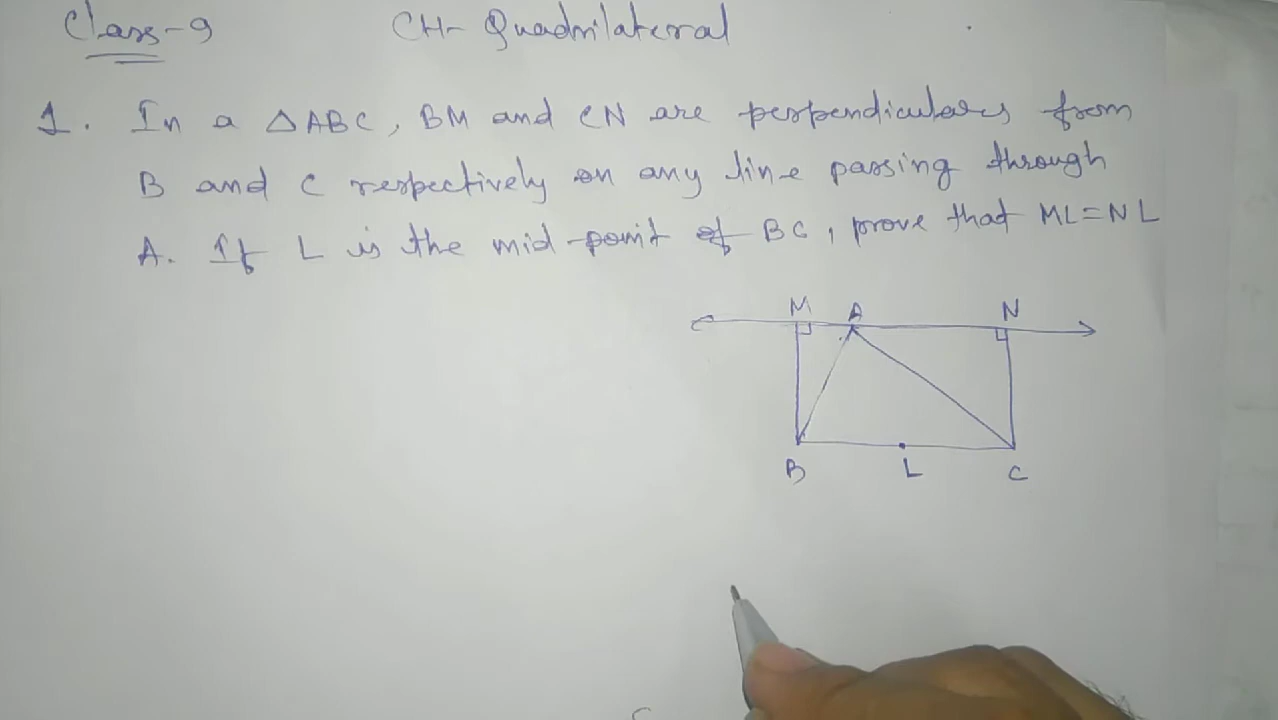 Class-9 CH- Quadrilateral
1. In a △ABC, BM and CN are perpendiculars from
B and C respectively on any line passing through
A. If L is the mid-point of BC, prove that ML=NL
M A N
B L C